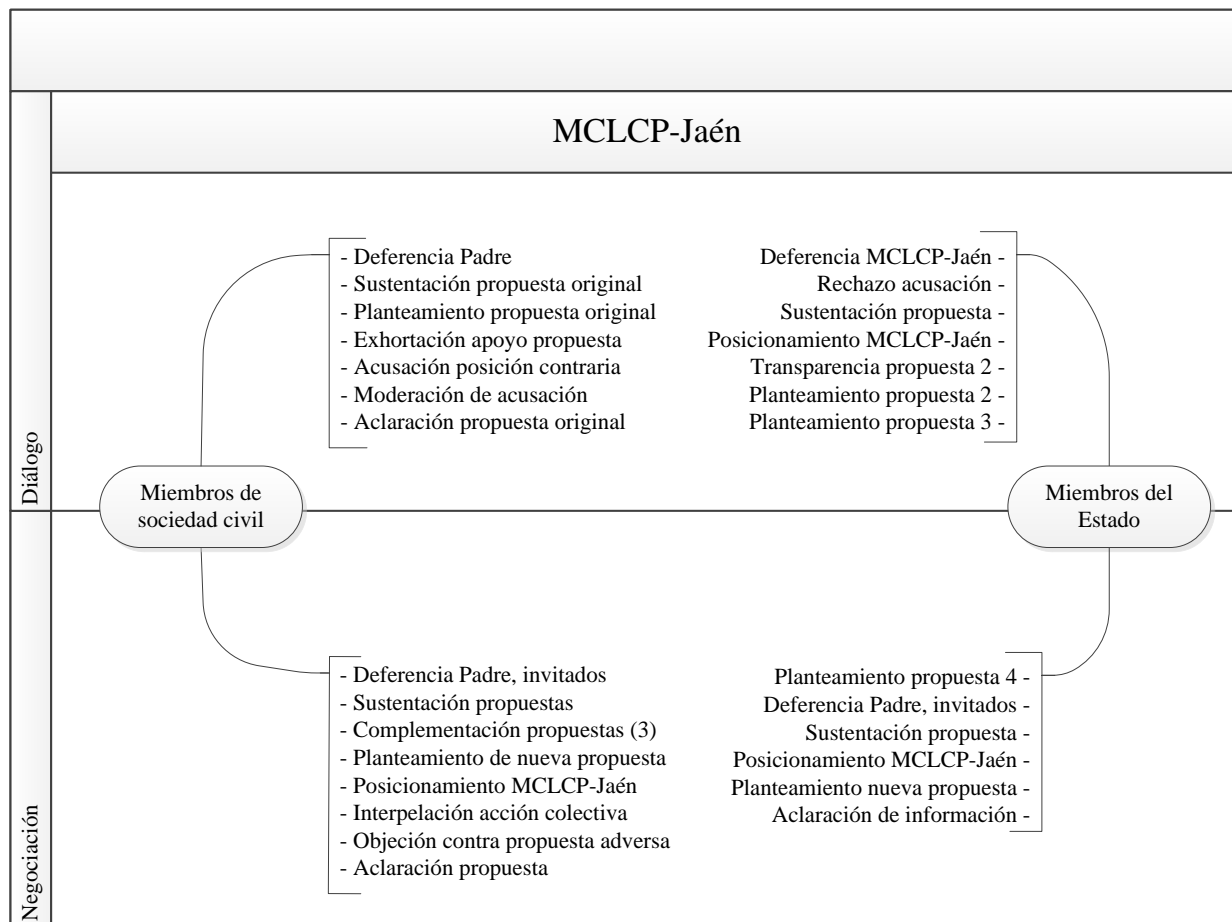 MCLCP-Jaén
Diálogo
- Deferencia Padre
- Sustentación propuesta original
- Planteamiento propuesta original
- Exhortación apoyo propuesta
- Acusación posición contraria
- Moderación de acusación
- Aclaración propuesta original
Deferencia MCLCP-Jaén -
Rechazo acusación -
Sustentación propuesta -
Posicionamiento MCLCP-Jaén -
Transparencia propuesta 2 -
Planteamiento propuesta 2 -
Planteamiento propuesta 3 -
Miembros de
sociedad civil
Miembros del
Estado
Negociación
- Deferencia Padre, invitados
- Sustentación propuestas
- Complementación propuestas (3)
- Planteamiento de nueva propuesta
- Posicionamiento MCLCP-Jaén
- Interpelación acción colectiva
- Objeción contra propuesta adversa
- Aclaración propuesta
Planteamiento propuesta 4 -
Deferencia Padre, invitados -
Sustentación propuesta -
Posicionamiento MCLCP-Jaén -
Planteamiento nueva propuesta -
Aclaración de información -